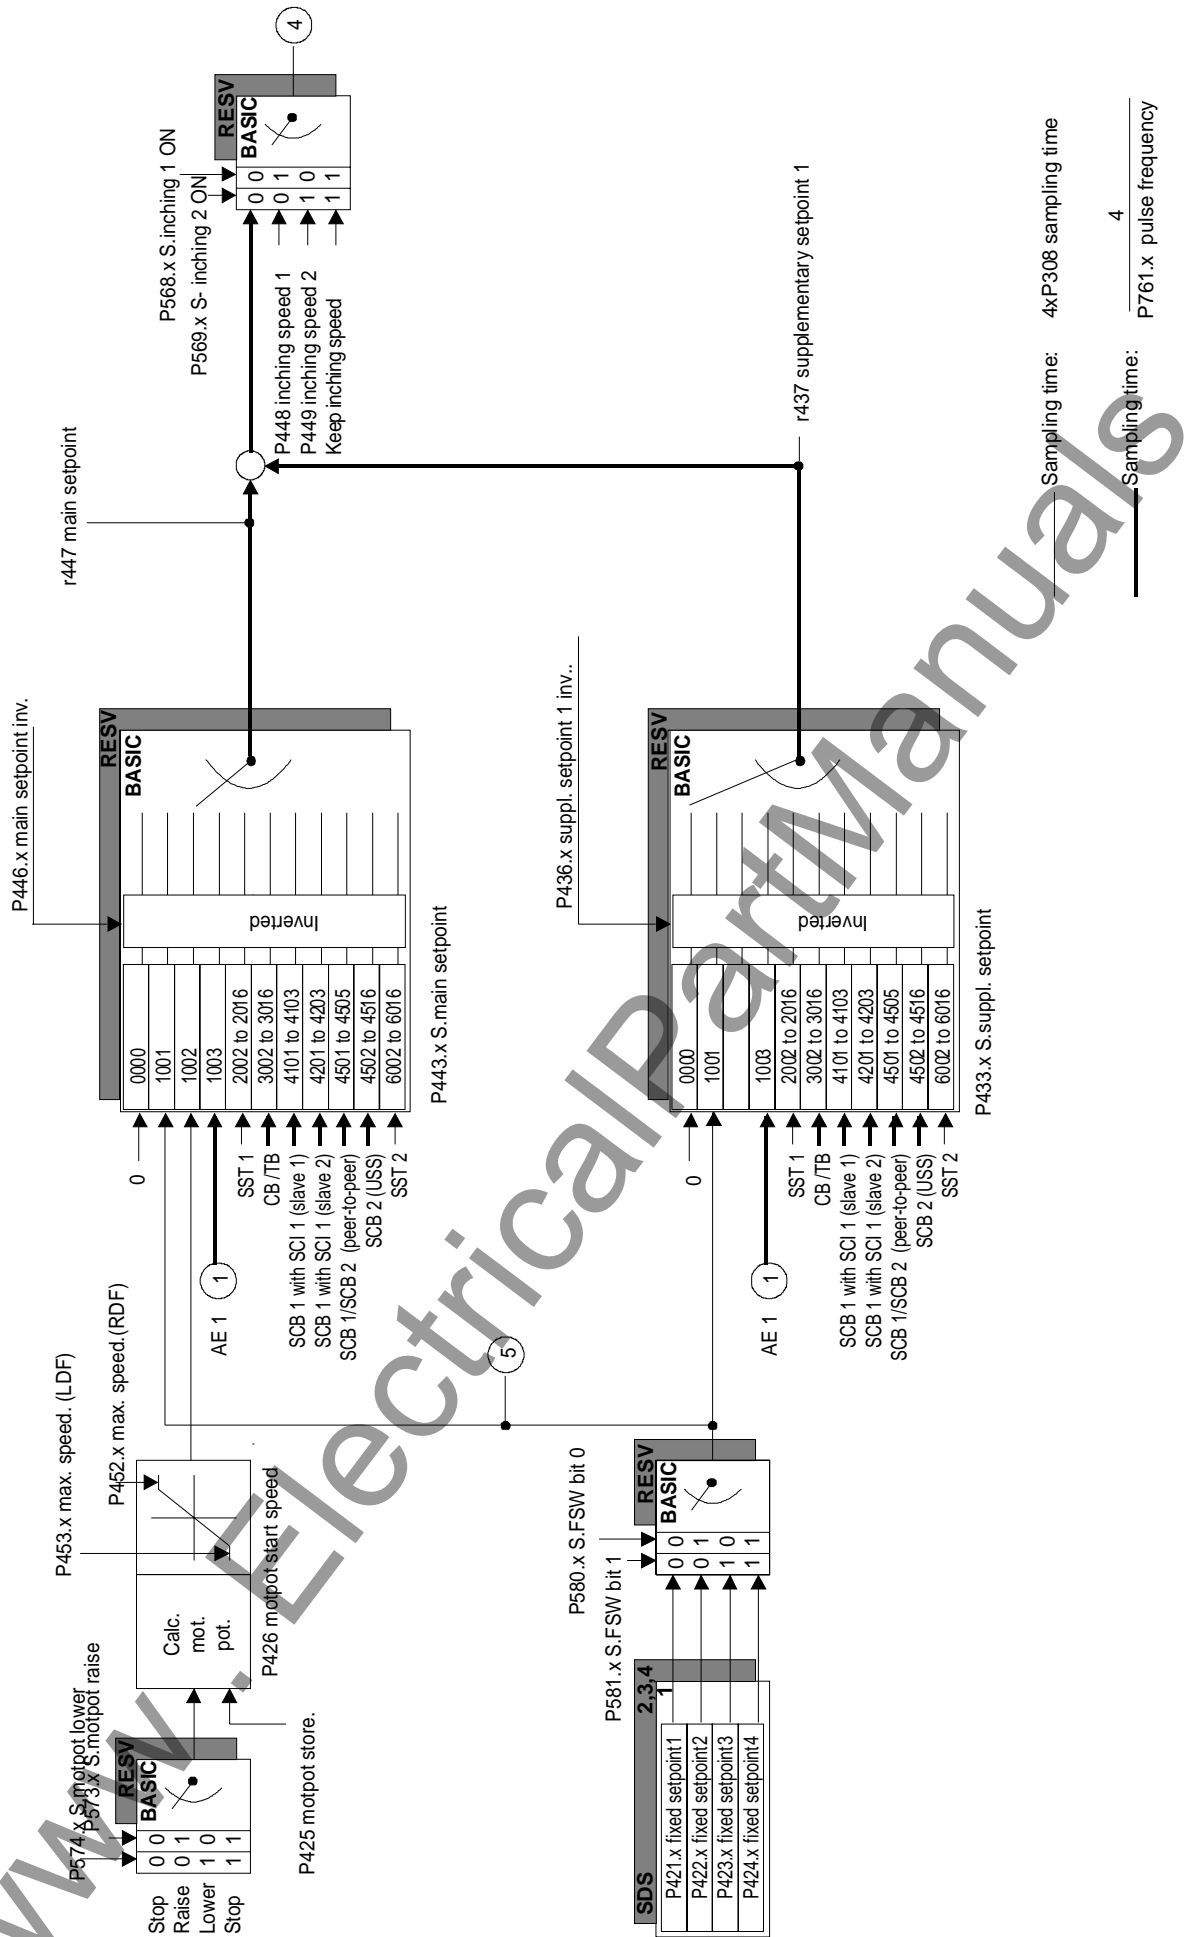 P574.x S.motpot lower
P573.x S.motpot raise
RESV
BASIC
Stop 0 0
Raise 0 1
Lower 1 0
Stop 1 1
P425 motpot store.
Calc.
mot.
pot.
P426 motpot start speed
P453.x max. speed. (LDF)
P452.x max. speed.(RDF)
SDS
2,3,4
1
P421.x fixed setpoint1
P422.x fixed setpoint2
P423.x fixed setpoint3
P424.x fixed setpoint4
P581.x S.FSW bit 1
P580.x S.FSW bit 0
RESV
BASIC
0 0
0 1
1 0
1 1
5
P446.x main setpoint inv.
RESV
BASIC
Inverted
0 0000
1001
1002
AE 1 1 1003
SST 1 2002 to 2016
CB /TB 3002 to 3016
SCB 1 with SCI 1 (slave 1) 4101 to 4103
SCB 1 with SCI 1 (slave 2) 4201 to 4203
SCB 1/SCB 2 (peer-to-peer) 4501 to 4505
SCB 2 (USS) 4502 to 4516
SST 2 6002 to 6016
P443.x S.main setpoint
P436.x suppl. setpoint 1 inv..
RESV
BASIC
Inverted
0 0000
1001
AE 1 1 1003
SST 1 2002 to 2016
CB /TB 3002 to 3016
SCB 1 with SCI 1 (slave 1) 4101 to 4103
SCB 1 with SCI 1 (slave 2) 4201 to 4203
SCB 1/SCB 2 (peer-to-peer) 4501 to 4505
SCB 2 (USS) 4502 to 4516
SST 2 6002 to 6016
P433.x S.suppl. setpoint
r447 main setpoint
r437 supplementary setpoint 1
P568.x S.inching 1 ON
P569.x S- inching 2 ON
RESV
BASIC
0 0
0 1
1 0
1 1
P448 inching speed 1
P449 inching speed 2
Keep inching speed
4
Sampling time: 4xP308 sampling time
Sampling time: 4
P761.x pulse frequency
ww. ElectricalPartManuals